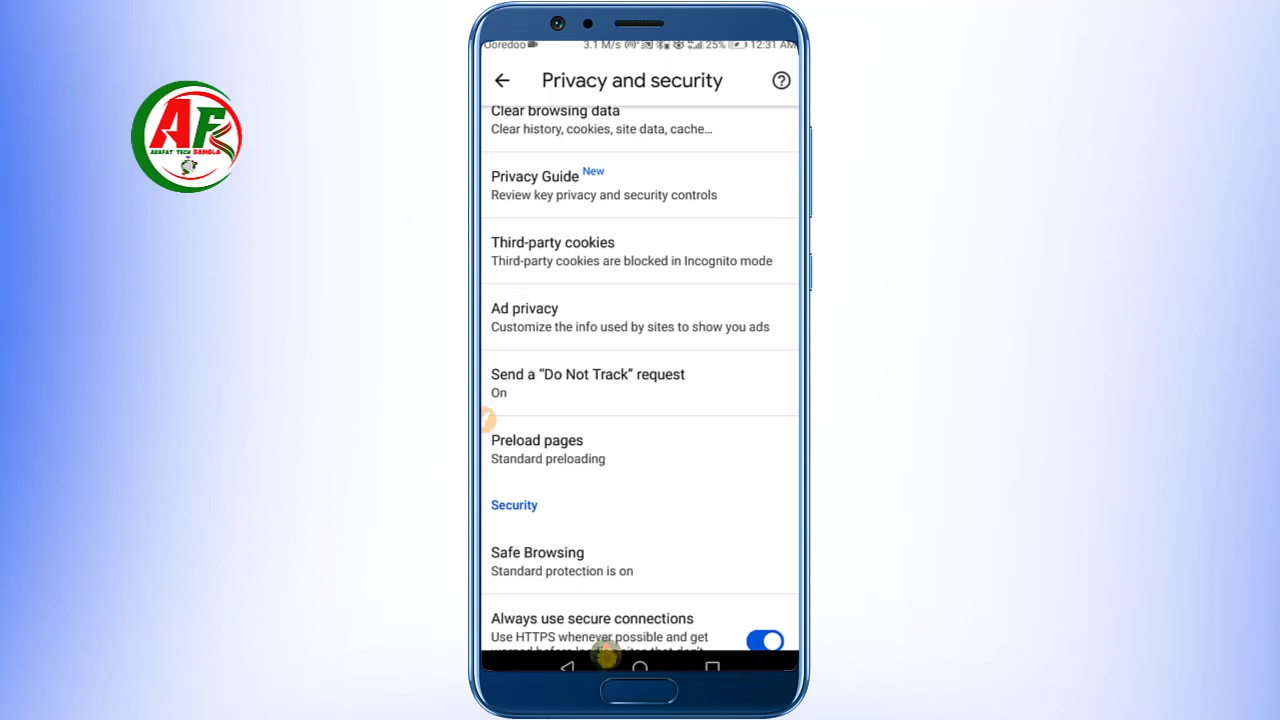 Ooredoo
3.1 M/s 25% 12:31 AM
Privacy and security
Clear browsing data
Clear history, cookies, site data, cache...
Privacy Guide New
Review key privacy and security controls
Third-party cookies
Third-party cookies are blocked in Incognito mode
Ad privacy
Customize the info used by sites to show you ads
Send a “Do Not Track” request
On
Preload pages
Standard preloading
Security
Safe Browsing
Standard protection is on
Always use secure connections
Use HTTPS whenever possible and get
AF
ARAFAT TECH BANGLA